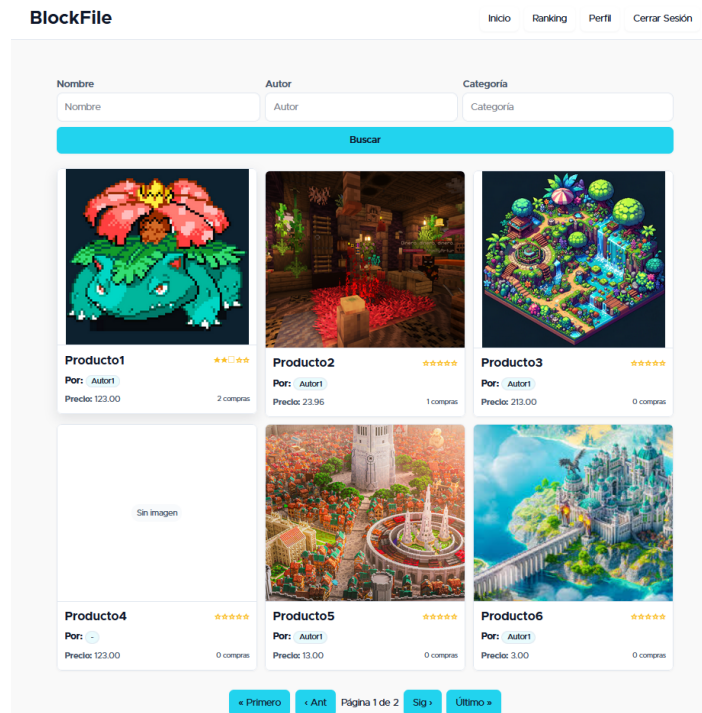 BlockFile
Inicio Ranking Perfil Cerrar Sesión
Nombre Autor Categoría
Nombre Autor Categoría
Buscar
Producto1 ★★☆☆☆
Por: Autor1
Precio: 123.00 2 compras
Producto2 ☆☆☆☆☆
Por: Autor1
Precio: 23.96 1 compras
Producto3 ☆☆☆☆☆
Por: Autor1
Precio: 213.00 0 compras
Sin imagen
Producto4 ☆☆☆☆☆
Por: -
Precio: 123.00 0 compras
Producto5 ☆☆☆☆☆
Por: Autor1
Precio: 13.00 0 compras
Producto6 ☆☆☆☆☆
Por: Autor1
Precio: 3.00 0 compras
« Primero ‹ Ant Página 1 de 2 Sig › Último »